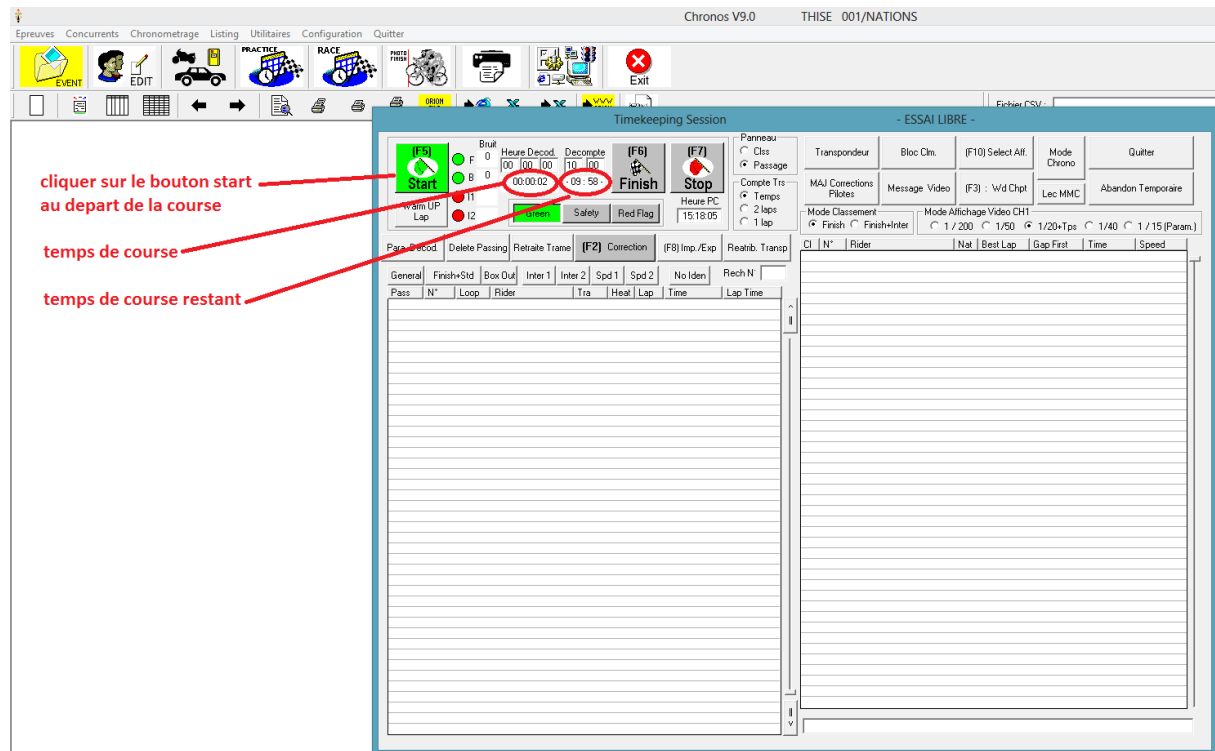 Chronos V9.0 THISE 001/NATIONS
Epreuves Concurrents Chronometrage Listing Utilitaires Configuration Quitter
EVENT EDIT PRACTICE RACE PHOTO FINISH Exit
ORION
Fichier CSV :
Timekeeping Session - ESSAI LIBRE -
cliquer sur le bouton start
au depart de la course
temps de course
temps de course restant
(F5)
Start
Warm UP
Lap
Bruit
F 0
B 0
I1
I2
Heure Decod. Decompte
00 00 00 10 00
00:00:02 - 09 : 58 -
(F6)
Finish
(F7)
Stop
Heure PC
15:18:05
Green Safety Red Flag
Panneau
Clss
Passage
Compte Trs
Temps
2 laps
1 lap
Transpondeur Bloc Clm. (F10) Select Aff. Mode Chrono Quitter
MAJ Corrections Pilotes Message Video (F3) : Wd Chpt Lec MMC Abandon Temporaire
Mode Classement Mode Affichage Video CH1
Finish Finish+Inter 1 / 200 1/50 1/20+Tps 1/40 1 / 15 (Param.)
Para. Decod. Delete Passing Retraite Trame (F2) Correction (F8) Imp./Exp Reatrib. Transp
General Finish+Std Box Out Inter 1 Inter 2 Spd 1 Spd 2 No Iden Rech N°
Pass N° Loop Rider Tra Heat Lap Time Lap Time
Cl N° Rider Nat Best Lap Gap First Time Speed